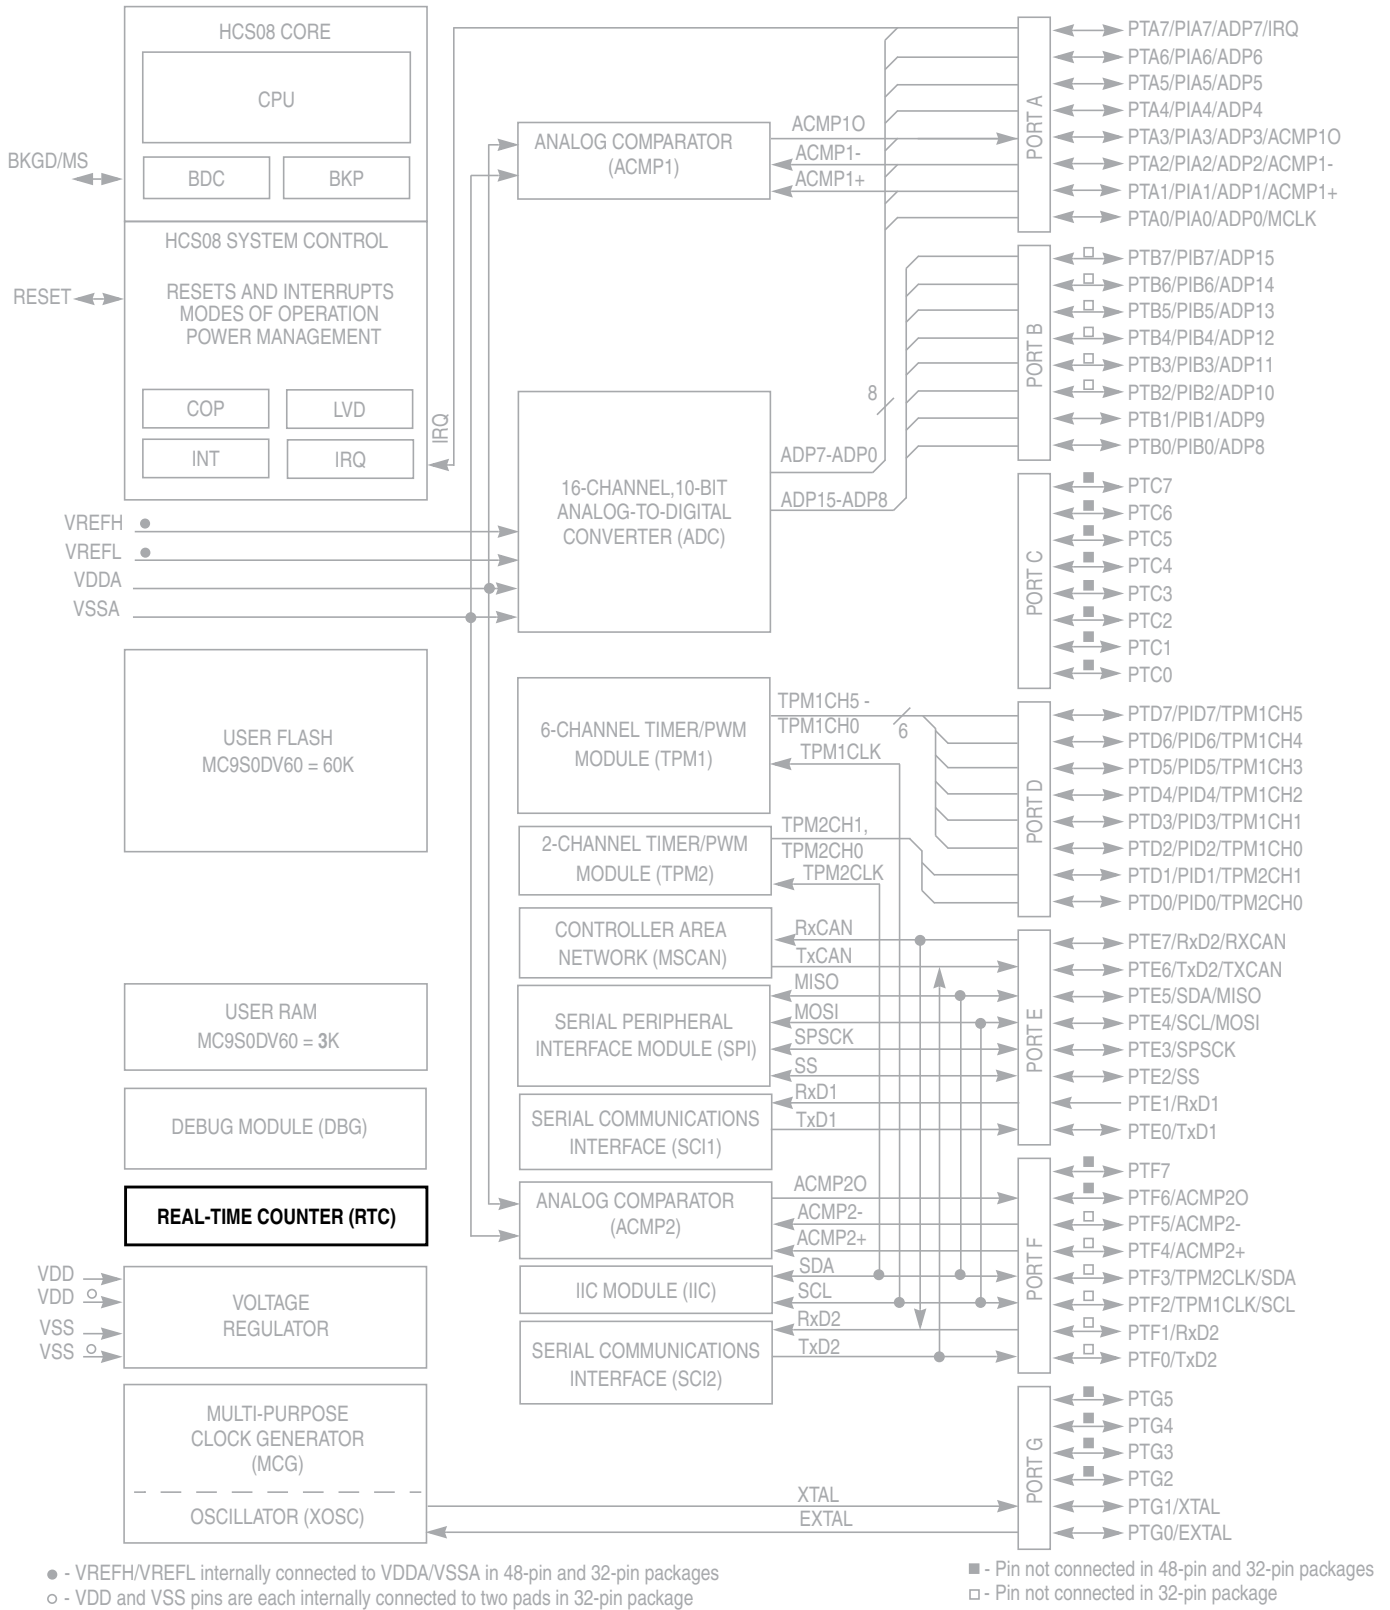 HCS08 CORE
CPU
BDC
BKP
BKGD/MS
HCS08 SYSTEM CONTROL
RESETS AND INTERRUPTS
MODES OF OPERATION
POWER MANAGEMENT
RESET
COP
LVD
INT
IRQ
IRQ
VREFH
VREFL
VDDA
VSSA
USER FLASH
MC9S0DV60 = 60K
USER RAM
MC9S0DV60 = 3K
DEBUG MODULE (DBG)
REAL-TIME COUNTER (RTC)
VDD
VDD
VSS
VSS
VOLTAGE
REGULATOR
MULTI-PURPOSE
CLOCK GENERATOR
(MCG)
OSCILLATOR (XOSC)
ANALOG COMPARATOR
(ACMP1)
ACMP1O
ACMP1-
ACMP1+
16-CHANNEL,10-BIT
ANALOG-TO-DIGITAL
CONVERTER (ADC)
8
ADP7-ADP0
ADP15-ADP8
6-CHANNEL TIMER/PWM
MODULE (TPM1)
TPM1CH5 -
TPM1CH0
6
TPM1CLK
2-CHANNEL TIMER/PWM
MODULE (TPM2)
TPM2CH1,
TPM2CH0
TPM2CLK
CONTROLLER AREA
NETWORK (MSCAN)
RxCAN
TxCAN
SERIAL PERIPHERAL
INTERFACE MODULE (SPI)
MISO
MOSI
SPSCK
SS
SERIAL COMMUNICATIONS
INTERFACE (SCI1)
RxD1
TxD1
ANALOG COMPARATOR
(ACMP2)
ACMP2O
ACMP2-
ACMP2+
IIC MODULE (IIC)
SDA
SCL
SERIAL COMMUNICATIONS
INTERFACE (SCI2)
RxD2
TxD2
XTAL
EXTAL
PORT A
PTA7/PIA7/ADP7/IRQ
PTA6/PIA6/ADP6
PTA5/PIA5/ADP5
PTA4/PIA4/ADP4
PTA3/PIA3/ADP3/ACMP1O
PTA2/PIA2/ADP2/ACMP1-
PTA1/PIA1/ADP1/ACMP1+
PTA0/PIA0/ADP0/MCLK
PORT B
PTB7/PIB7/ADP15
PTB6/PIB6/ADP14
PTB5/PIB5/ADP13
PTB4/PIB4/ADP12
PTB3/PIB3/ADP11
PTB2/PIB2/ADP10
PTB1/PIB1/ADP9
PTB0/PIB0/ADP8
PORT C
PTC7
PTC6
PTC5
PTC4
PTC3
PTC2
PTC1
PTC0
PORT D
PTD7/PID7/TPM1CH5
PTD6/PID6/TPM1CH4
PTD5/PID5/TPM1CH3
PTD4/PID4/TPM1CH2
PTD3/PID3/TPM1CH1
PTD2/PID2/TPM1CH0
PTD1/PID1/TPM2CH1
PTD0/PID0/TPM2CH0
PORT E
PTE7/RxD2/RXCAN
PTE6/TxD2/TXCAN
PTE5/SDA/MISO
PTE4/SCL/MOSI
PTE3/SPSCK
PTE2/SS
PTE1/RxD1
PTE0/TxD1
PORT F
PTF7
PTF6/ACMP2O
PTF5/ACMP2-
PTF4/ACMP2+
PTF3/TPM2CLK/SDA
PTF2/TPM1CLK/SCL
PTF1/RxD2
PTF0/TxD2
PORT G
PTG5
PTG4
PTG3
PTG2
PTG1/XTAL
PTG0/EXTAL
● - VREFH/VREFL internally connected to VDDA/VSSA in 48-pin and 32-pin packages
○ - VDD and VSS pins are each internally connected to two pads in 32-pin package
■ - Pin not connected in 48-pin and 32-pin packages
□ - Pin not connected in 32-pin package